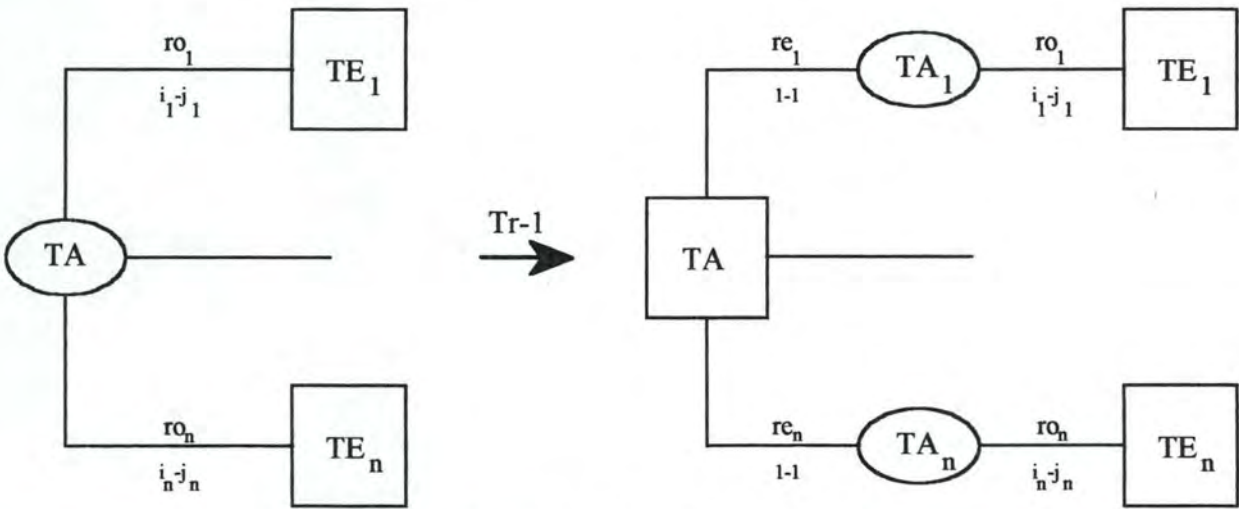 ro₁
i₁-j₁
TE₁
TA
roₙ
iₙ-jₙ
TEₙ
Tr-1
re₁
1-1
TA₁
ro₁
i₁-j₁
TE₁
TA
reₙ
1-1
TAₙ
roₙ
iₙ-jₙ
TEₙ